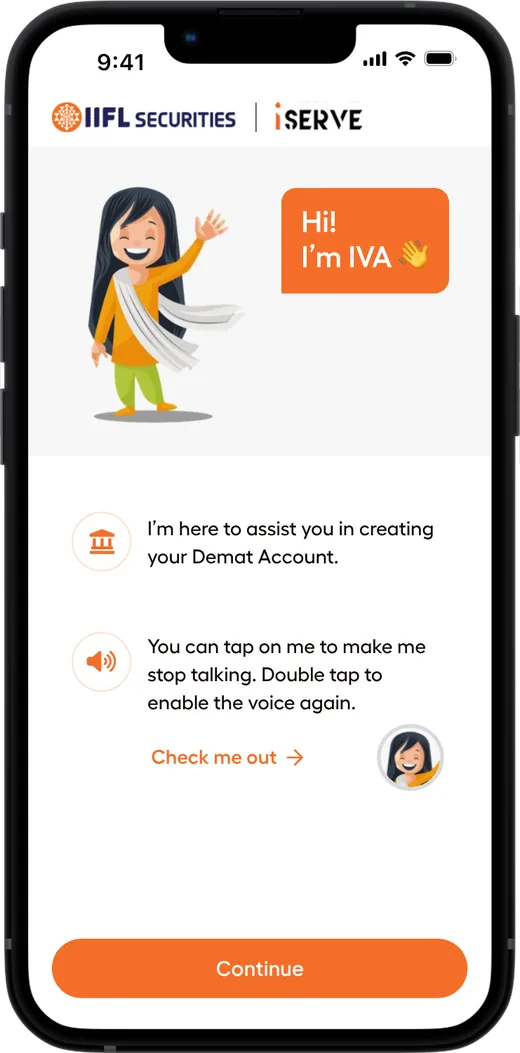 9:41
IIFL SECURITIES | iSERVE
Hi!
I’m IVA 👋
I’m here to assist you in creating
your Demat Account.
You can tap on me to make me
stop talking. Double tap to
enable the voice again.
Check me out →
Continue